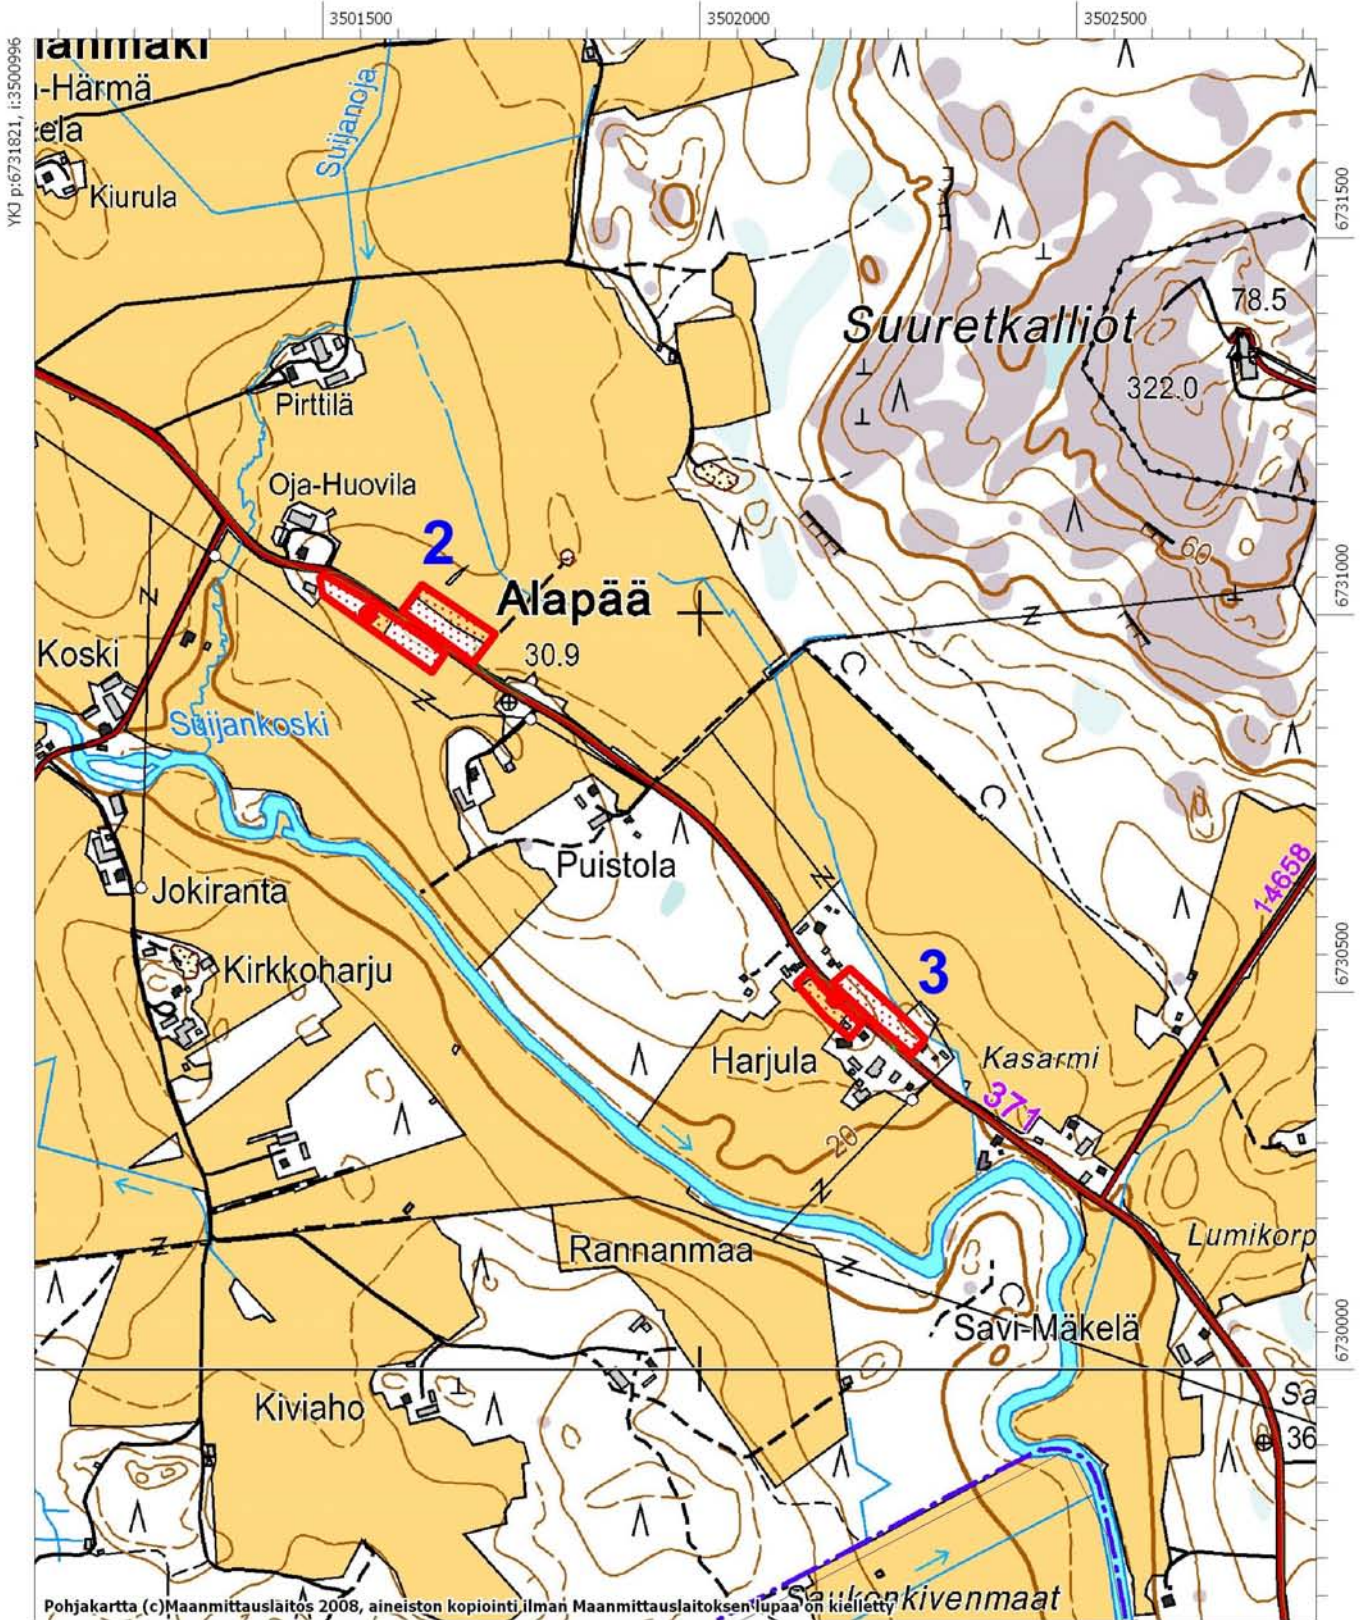 3501500
3502000
3502500
YKJ p:6731821, i:3500996
-Härmä
Suijanoja
Kiurula
6731500
78.5
Suuretkalliot
322.0
Pirttilä
Oja-Huovila
2
60
6731000
Alapää
30.9
Koski
Suijankoski
Puistola
Jokiranta
14658
Kirkkoharju
3
6730500
Harjula
Kasarmi
371
20
Rannanmaa
Lumikorp
Savi-Mäkelä
6730000
Kiviaho
Sa
36
Saukonkivenmaat
Pohjakartta (c)Maanmittauslaitos 2008, aineiston kopiointi ilman Maanmittauslaitoksen lupaa on kielletty